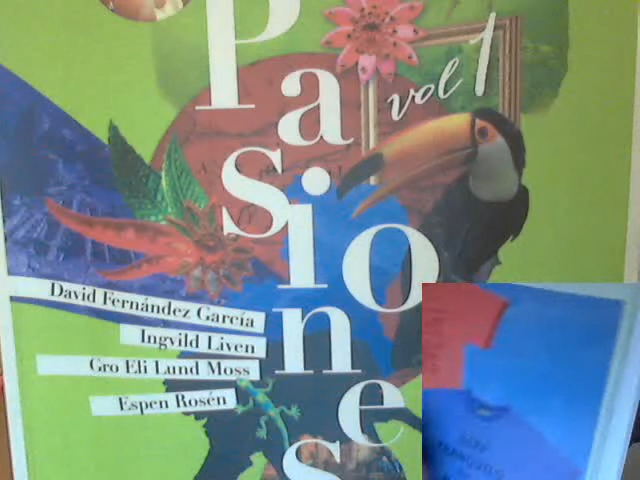 Pasiones
vol 1
David Fernández García
Ingvild Liven
Gro Eli Lund Moss
Espen Rosén